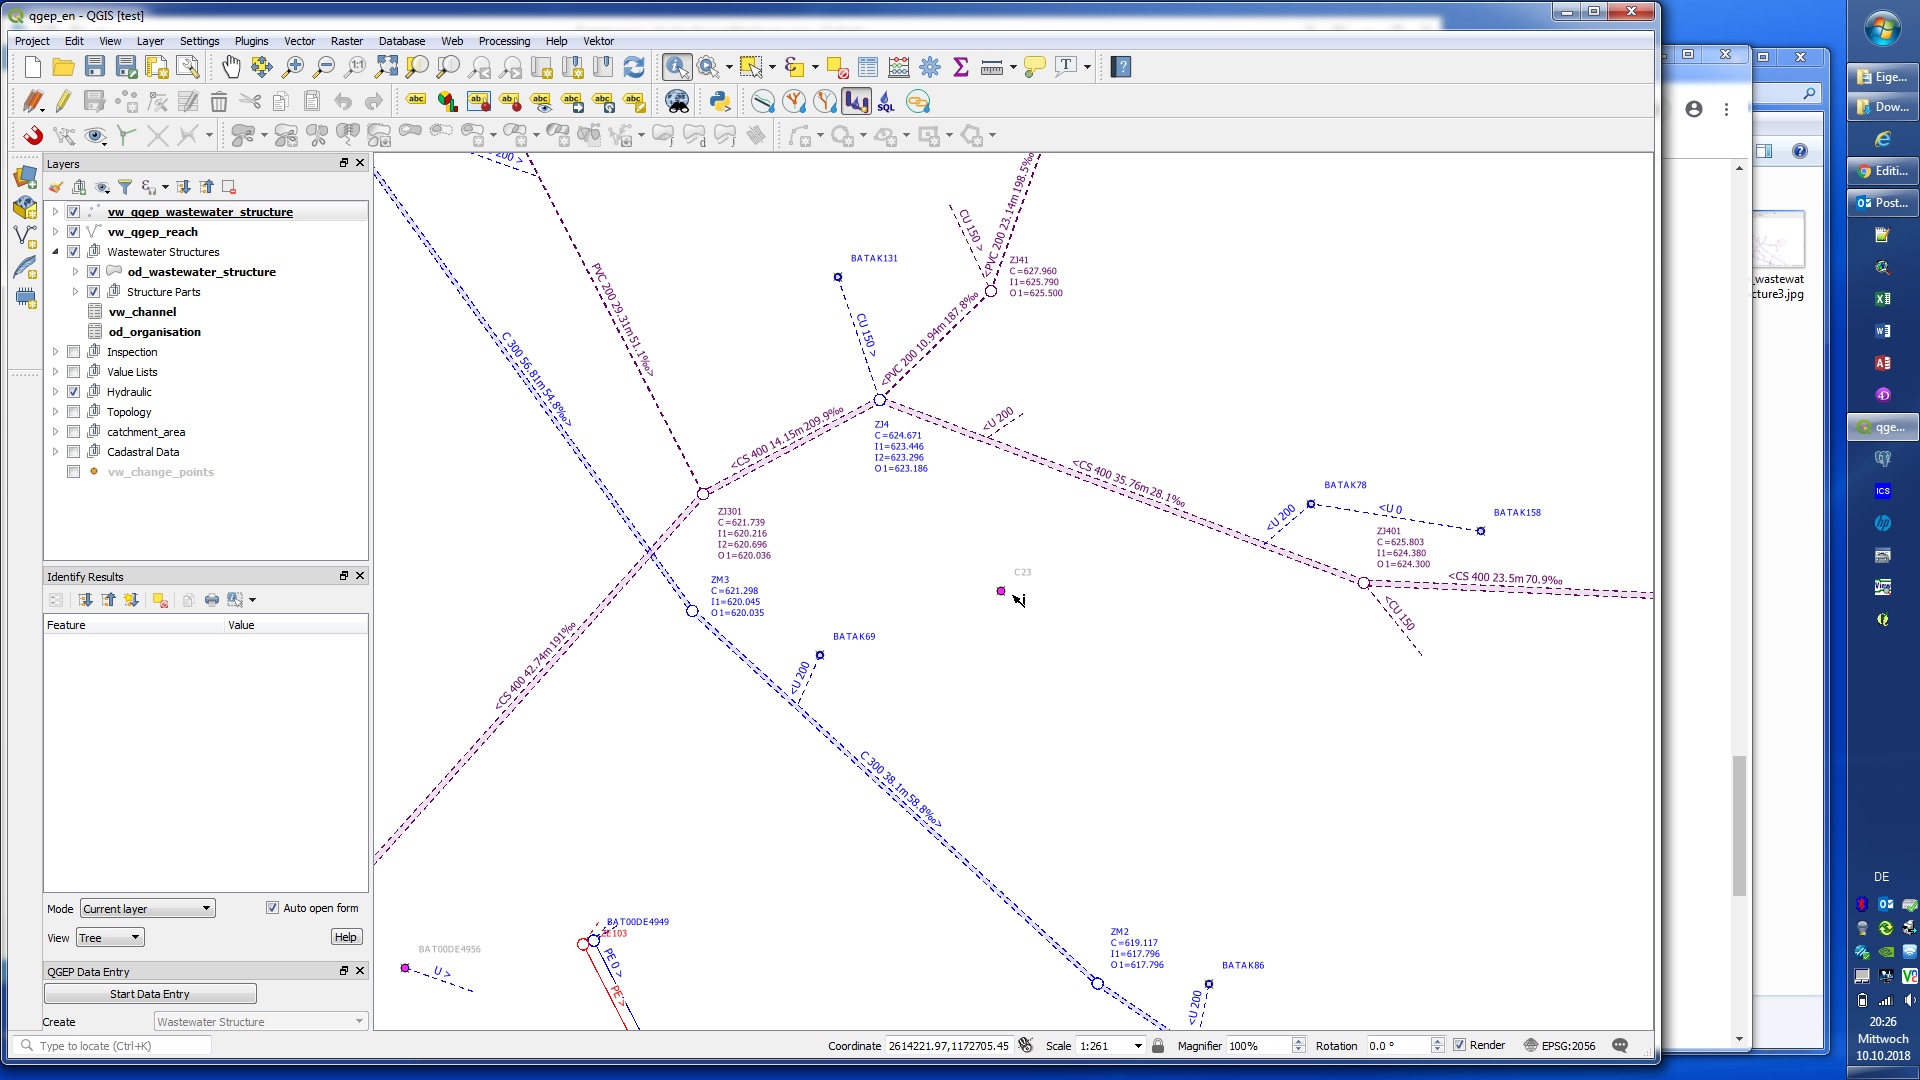 qgep_en - QGIS [test]
Project Edit View Layer Settings Plugins Vector Raster Database Web Processing Help Vektor
Layers
vw_qgep_wastewater_structure
vw_qgep_reach
Wastewater Structures
od_wastewater_structure
Structure Parts
vw_channel
od_organisation
Inspection
Value Lists
Hydraulic
Topology
catchment_area
Cadastral Data
vw_change_points
Identify Results
Feature Value
Mode Current layer Auto open form
View Tree Help
QGEP Data Entry
Start Data Entry
Create Wastewater Structure
Type to locate (Ctrl+K)
Coordinate 2614221.97,1172705.45 Scale 1:261 Magnifier 100% Rotation 0.0 ° Render EPSG:2056
PVC 200 29.31m 51.1‰>
C 300 56.81m 54.8‰>
BATAK131
CU 150 >
CU 150 >
<PVC 200 23.14m 198.5‰
ZJ41
C=627.960
I1=625.790
O1=625.500
<PVC 200 10.94m 187.8‰
<CS 400 14.15m 209.9‰
ZJ4
C=624.671
I1=623.446
I2=623.296
O1=623.186
<U 200
<CS 400 35.76m 28.1‰
BATAK78
<U 0
BATAK158
<U 200
ZJ401
C=625.803
I1=624.380
O1=624.300
<CS 400 23.5m 70.9‰
<CU 150
ZJ301
C=621.739
I1=620.216
I2=620.696
O1=620.036
C23
ZM3
C=621.298
I1=620.045
O1=620.035
BATAK69
<U 200
<CS 400 42.74m 191‰
C 300 38.1m 58.8‰>
BAT00DE4949
BAT00DE4956
U >
PE 0 >
PE >
ZM2
C=619.117
I1=617.796
O1=617.796
BATAK86
<U 200
_wastewat
cture3.jpg
Eige...
Dow...
Editi...
Post...
qge...
ICS
DE
20:26
Mittwoch
10.10.2018